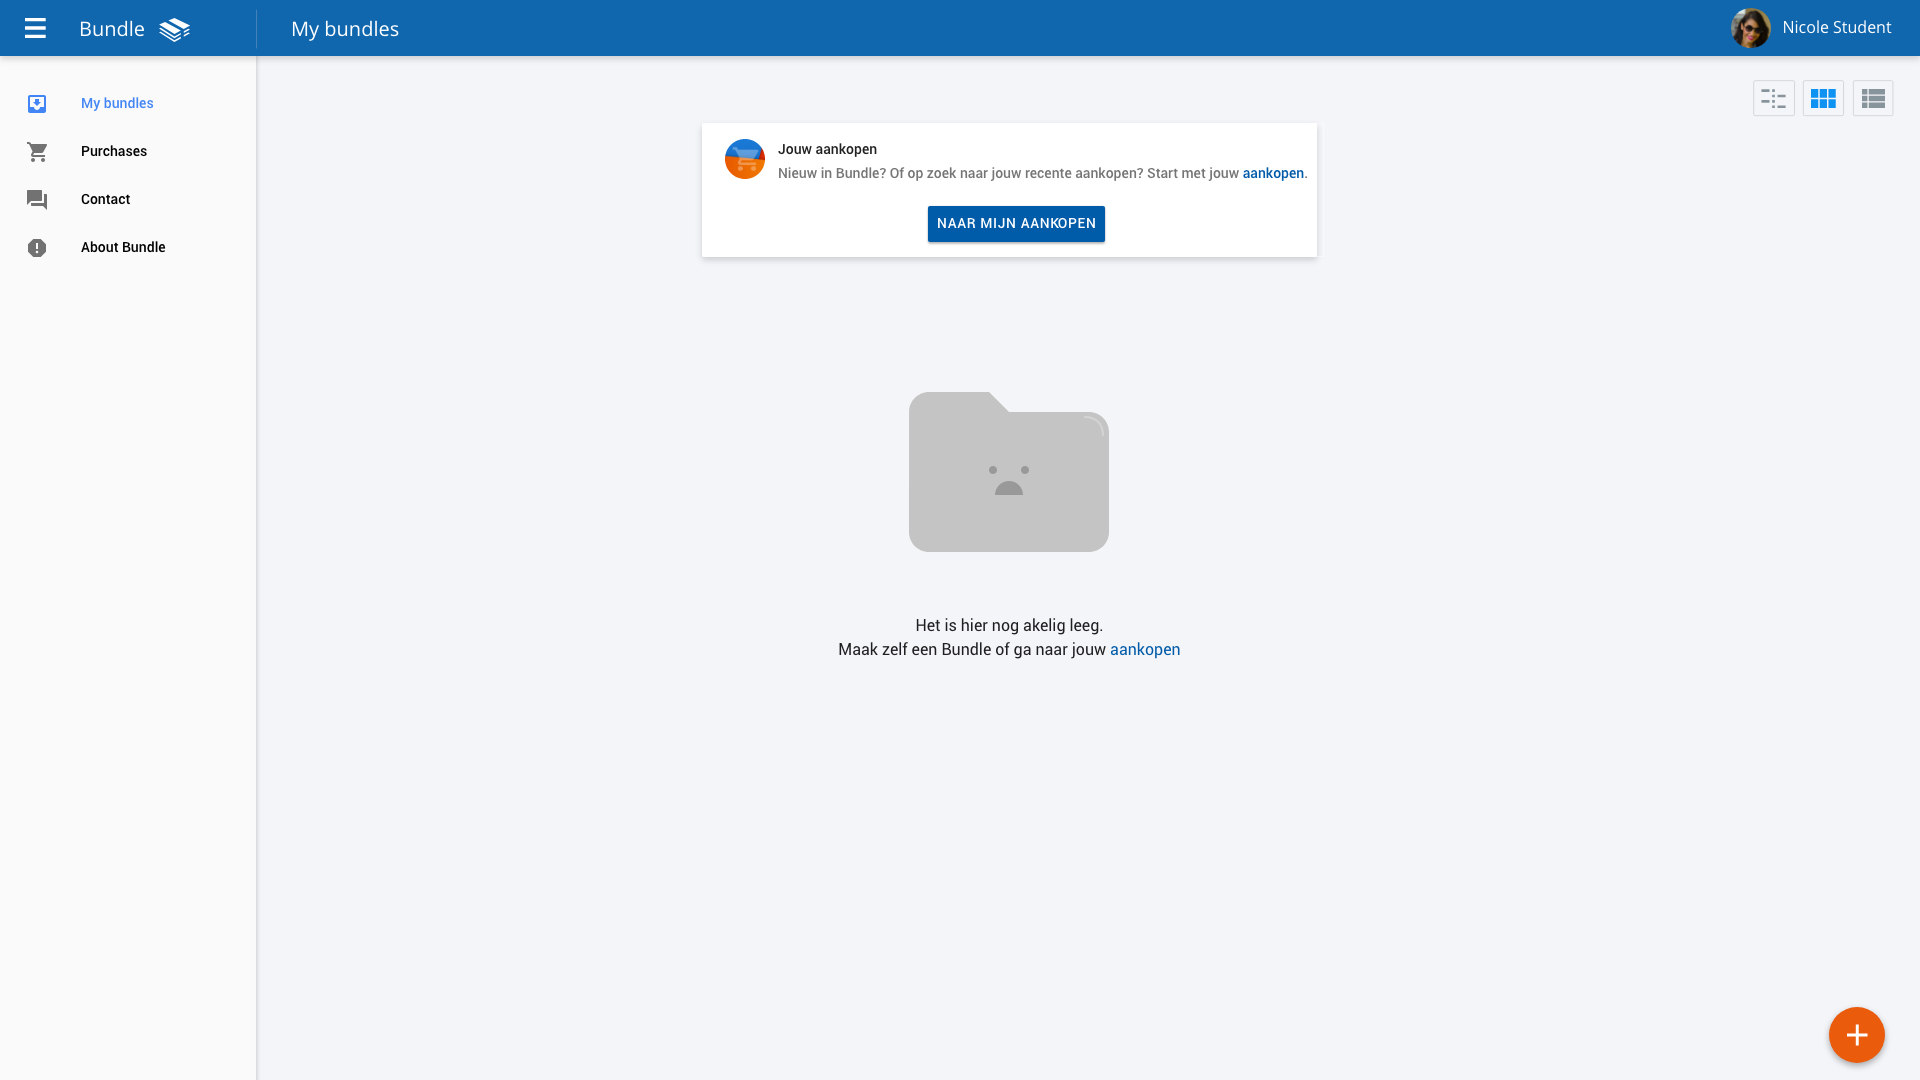 Bundle
My bundles
Nicole Student
My bundles
Purchases
Contact
About Bundle
Jouw aankopen
Nieuw in Bundle? Of op zoek naar jouw recente aankopen? Start met jouw aankopen.
NAAR MIJN AANKOPEN
Het is hier nog akelig leeg.
Maak zelf een Bundle of ga naar jouw aankopen